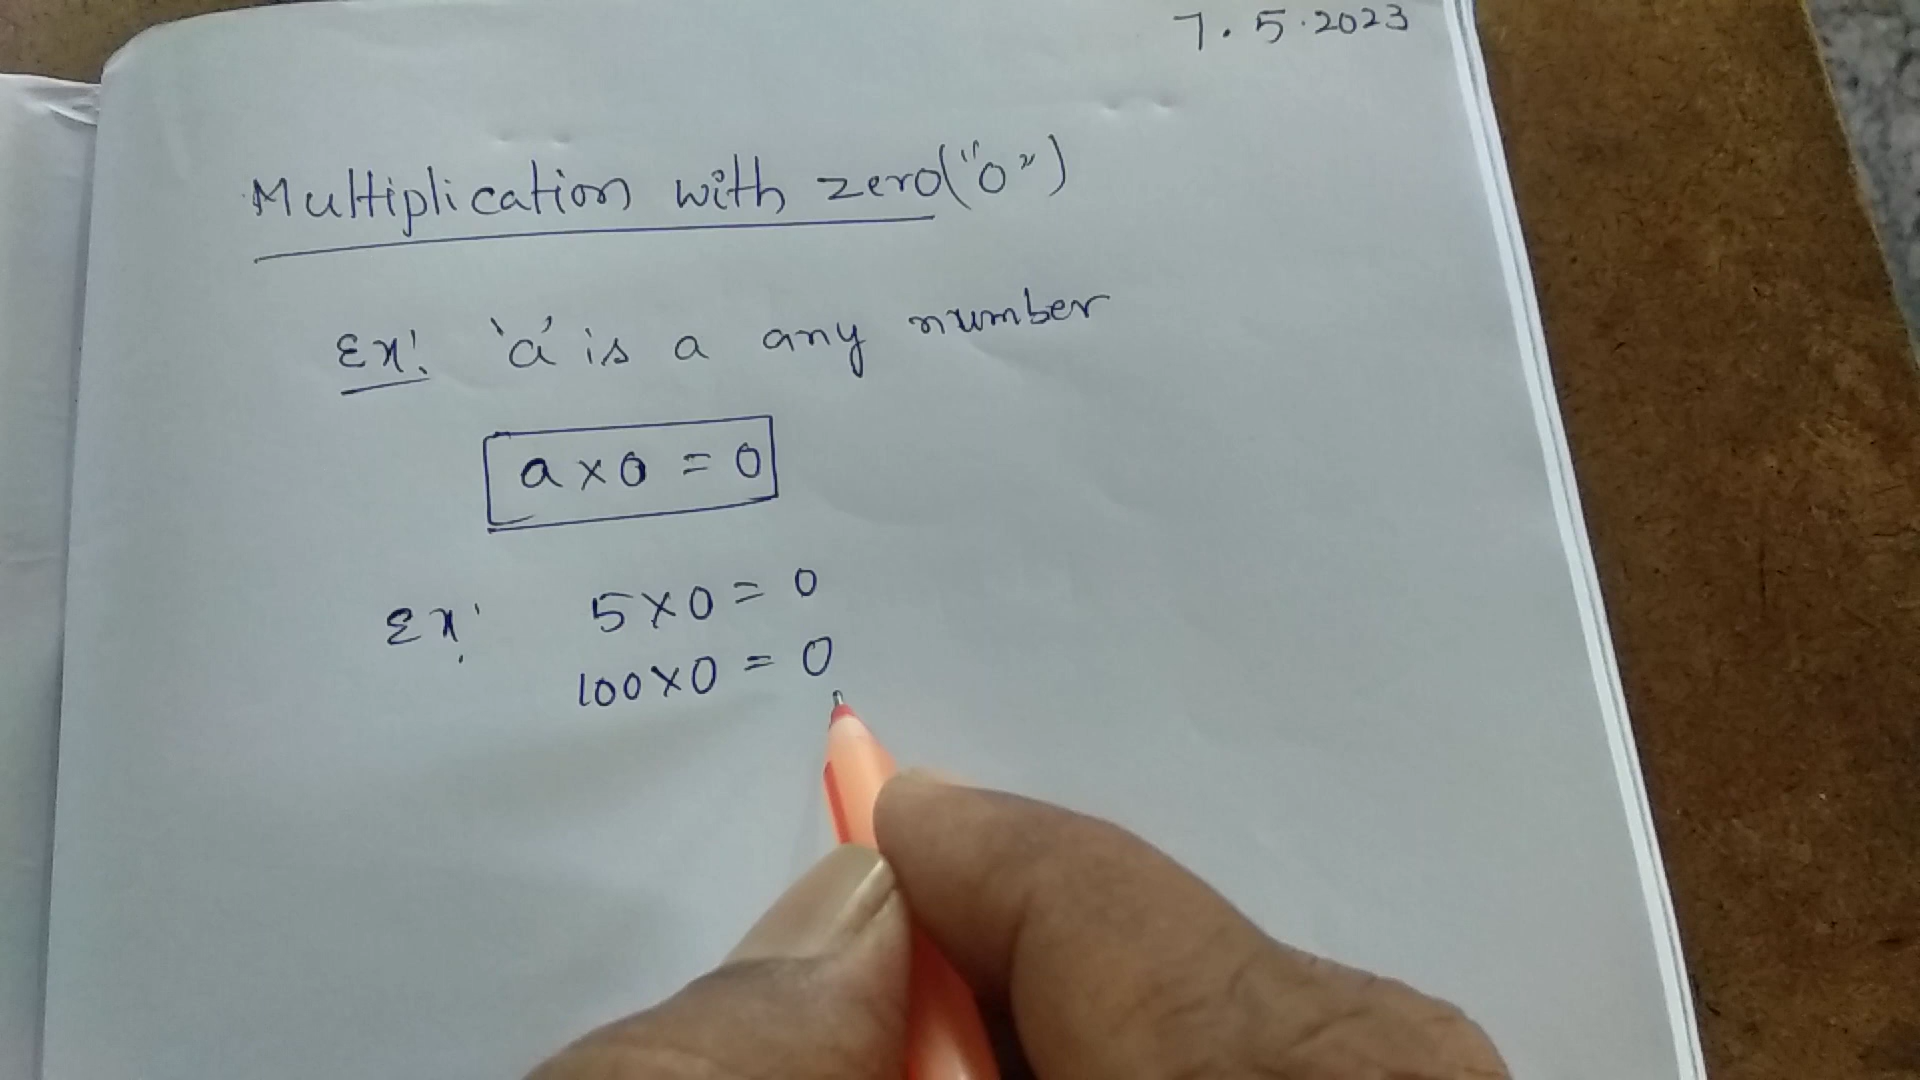 7.5.2023
Multiplication with zero("0")
Ex: 'a' is a any number
a x 0 = 0
Ex: 5 x 0 = 0
100 x 0 = 0